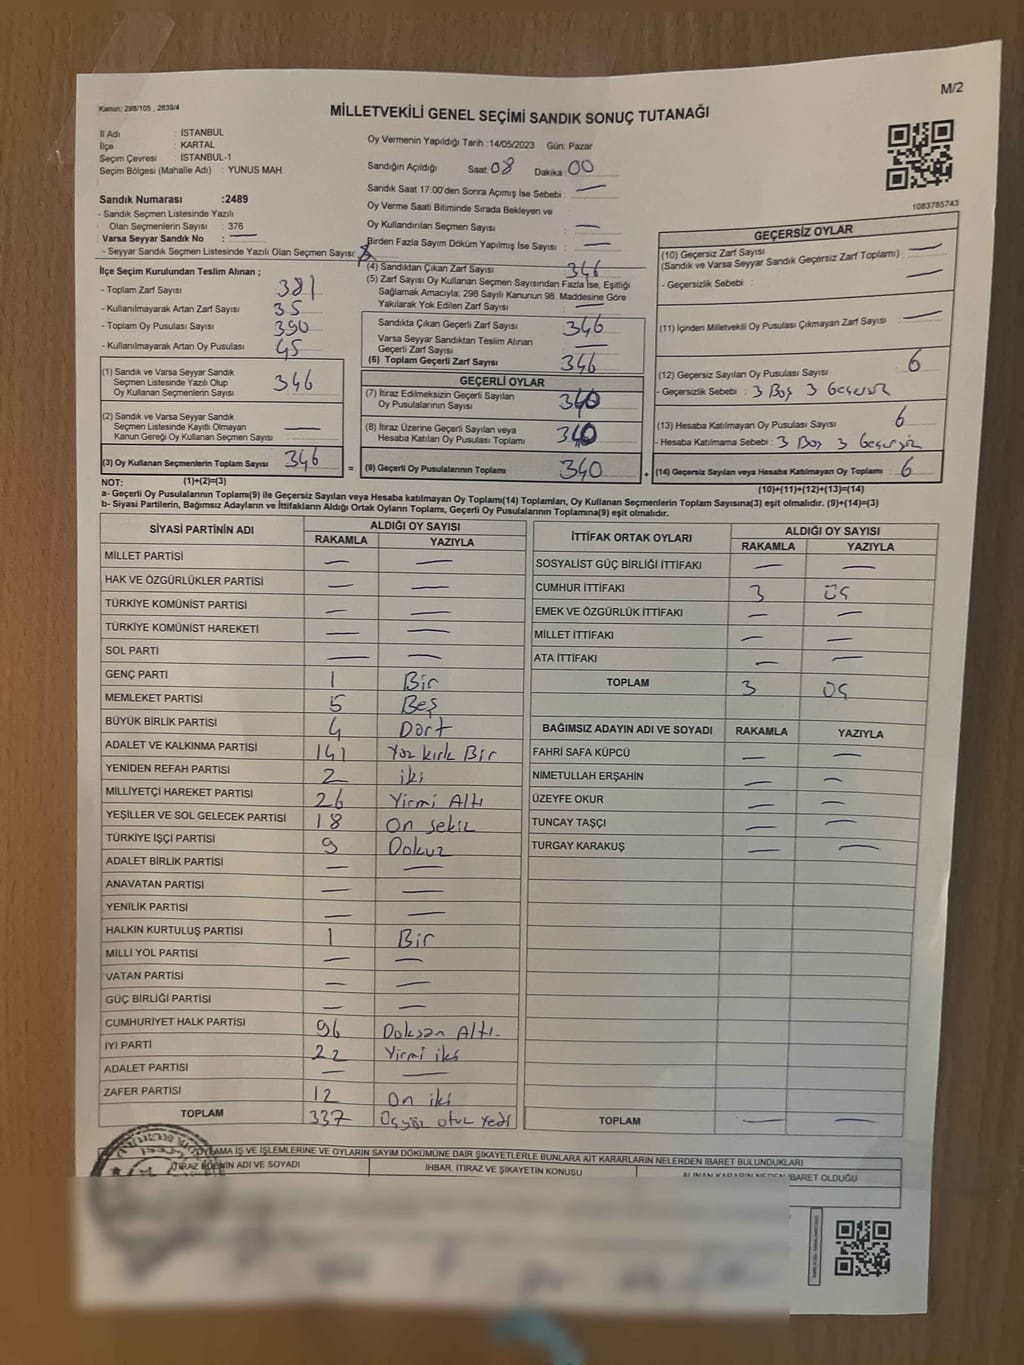 M/2
Kanun: 298/105 , 2839/4
MİLLETVEKİLİ GENEL SEÇİMİ SANDIK SONUÇ TUTANAĞI
İl Adı : İSTANBUL
İlçe : KARTAL
Seçim Çevresi : İSTANBUL-1
Seçim Bölgesi (Mahalle Adı) : YUNUS MAH
Sandık Numarası :2489
- Sandık Seçmen Listesinde Yazılı
Olan Seçmenlerin Sayısı : 376
Varsa Seyyar Sandık No : —
- Seyyar Sandık Seçmen Listesinde Yazılı Olan Seçmen Sayısı:
Oy Vermenin Yapıldığı Tarih :14/05/2023 Gün: Pazar
Sandığın Açıldığı Saat: 08 Dakika : 00
Sandık Saat 17:00'den Sonra Açımış İse Sebebi : —
Oy Verme Saati Bitiminde Sırada Bekleyen ve
Oy Kullandırılan Seçmen Sayısı : —
Birden Fazla Sayım Döküm Yapılmış İse Sayısı : —
1083785743
İlçe Seçim Kurulundan Teslim Alınan ;
- Toplam Zarf Sayısı : 381
- Kullanılmayarak Artan Zarf Sayısı : 35
- Toplam Oy Pusulası Sayısı : 390
- Kullanılmayarak Artan Oy Pusulası : 45
(1) Sandık ve Varsa Seyyar Sandık
Seçmen Listesinde Yazılı Olup
Oy Kullanan Seçmenlerin Sayısı : 346
(2) Sandık ve Varsa Seyyar Sandık
Seçmen Listesinde Kayıtlı Olmayan
Kanun Gereği Oy Kullanan Seçmen Sayısı : —
(3) Oy Kullanan Seçmenlerin Toplam Sayısı : 346
(4) Sandıktan Çıkan Zarf Sayısı : 346
(5) Zarf Sayısı Oy Kullanan Seçmen Sayısından Fazla İse, Eşitliği
Sağlamak Amacıyla; 298 Sayılı Kanunun 98. Maddesine Göre
Yakılarak Yok Edilen Zarf Sayısı : —
Sandıkta Çıkan Geçerli Zarf Sayısı : 346
Varsa Seyyar Sandıktan Teslim Alınan
Geçerli Zarf Sayısı : —
(6) Toplam Geçerli Zarf Sayısı : 346
GEÇERLİ OYLAR
(7) İtiraz Edilmeksizin Geçerli Sayılan
Oy Pusulalarının Sayısı : 340
(8) İtiraz Üzerine Geçerli Sayılan veya
Hesaba Katılan Oy Pusulası Toplamı : 340
= (9) Geçerli Oy Pusulalarının Toplamı : 340
GEÇERSİZ OYLAR
(10) Geçersiz Zarf Sayısı
(Sandık ve Varsa Seyyar Sandık Geçersiz Zarf Toplamı) : —
- Geçersizlik Sebebi : —
(11) İçinden Milletvekili Oy Pusulası Çıkmayan Zarf Sayısı : —
(12) Geçersiz Sayılan Oy Pusulası Sayısı : 6
- Geçersizlik Sebebi : 3 Boş 3 Geçersiz
(13) Hesaba Katılmayan Oy Pusulası Sayısı : 6
- Hesaba Katılmama Sebebi : 3 Boş 3 Geçersiz
+ (14) Geçersiz Sayılan veya Hesaba Katılmayan Oy Toplamı : 6
NOT: (1)+(2)=(3) (10)+(11)+(12)+(13)=(14)
a- Geçerli Oy Pusulalarının Toplamı(9) ile Geçersiz Sayılan veya Hesaba katılmayan Oy Toplamı(14) Toplamları, Oy Kullanan Seçmenlerin Toplam Sayısına(3) eşit olmalıdır. (9)+(14)=(3)
b- Siyasi Partilerin, Bağımsız Adayların ve İttifakların Aldığı Ortak Oyların Toplamı, Geçerli Oy Pusulalarının Toplamına(9) eşit olmalıdır.
SİYASİ PARTİNİN ADI ALDIĞI OY SAYISI
RAKAMLA YAZIYLA
MİLLET PARTİSİ — —
HAK VE ÖZGÜRLÜKLER PARTİSİ — —
TÜRKİYE KOMÜNİST PARTİSİ — —
TÜRKİYE KOMÜNİST HAREKETİ — —
SOL PARTİ — —
GENÇ PARTİ 1 Bir
MEMLEKET PARTİSİ 5 Beş
BÜYÜK BİRLİK PARTİSİ 4 Dört
ADALET VE KALKINMA PARTİSİ 141 Yüz kırk Bir
YENİDEN REFAH PARTİSİ 2 iki
MİLLİYETÇİ HAREKET PARTİSİ 26 Yirmi Altı
YEŞİLLER VE SOL GELECEK PARTİSİ 18 On sekiz
TÜRKİYE İŞÇİ PARTİSİ 9 Dokuz
ADALET BİRLİK PARTİSİ — —
ANAVATAN PARTİSİ — —
YENİLİK PARTİSİ — —
HALKIN KURTULUŞ PARTİSİ 1 Bir
MİLLİ YOL PARTİSİ — —
VATAN PARTİSİ — —
GÜÇ BİRLİĞİ PARTİSİ — —
CUMHURİYET HALK PARTİSİ 96 Doksan Altı
İYİ PARTİ 22 Yirmi iki
ADALET PARTİSİ — —
ZAFER PARTİSİ 12 On iki
TOPLAM 337 Üçyüz otuz Yedi
İTTİFAK ORTAK OYLARI ALDIĞI OY SAYISI
RAKAMLA YAZIYLA
SOSYALİST GÜÇ BİRLİĞİ İTTİFAKI — —
CUMHUR İTTİFAKI 3 üç
EMEK VE ÖZGÜRLÜK İTTİFAKI — —
MİLLET İTTİFAKI — —
ATA İTTİFAKI — —
TOPLAM 3 üç
BAĞIMSIZ ADAYIN ADI VE SOYADI RAKAMLA YAZIYLA
FAHRİ SAFA KÜPCÜ — —
NİMETULLAH ERŞAHİN — —
ÜZEYFE OKUR — —
TUNCAY TAŞÇI — —
TURGAY KARAKUŞ — —
TOPLAM — —
OYLAMA İŞ VE İŞLEMLERİNE VE OYLARIN SAYIM DÖKÜMÜNE DAİR ŞİKAYETLERLE BUNLARA AİT KARARLARIN NELERDEN İBARET BULUNDUKLARI
İTİRAZ EDENİN ADI VE SOYADI İHBAR, İTİRAZ VE ŞİKAYETİN KONUSU ALINAN KARARIN NEDEN İBARET OLDUĞU